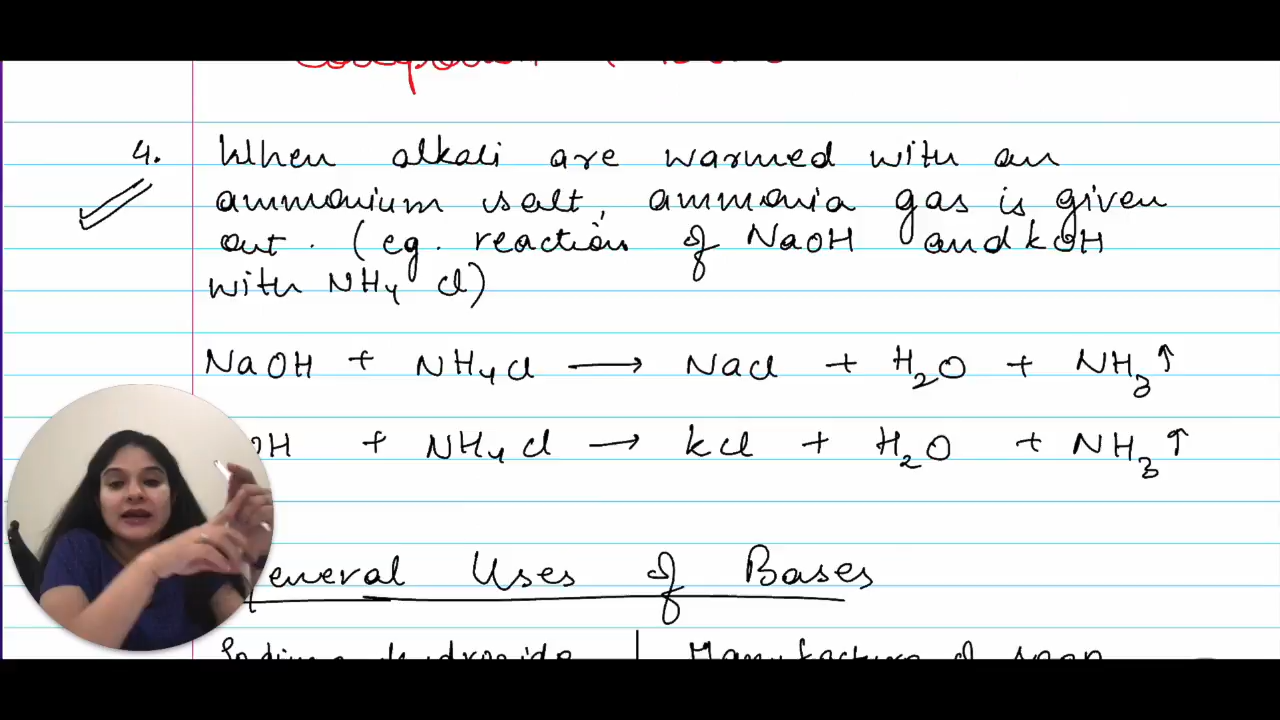 4. When alkali are warmed with an
ammonium salt, ammonia gas is given
out. (eg. reaction of NaOH and KOH
with NH4 Cl)
NaOH + NH4Cl ⟶ NaCl + H2O + NH3↑
OH + NH4Cl ⟶ KCl + H2O + NH3↑
eneral Uses of Bases